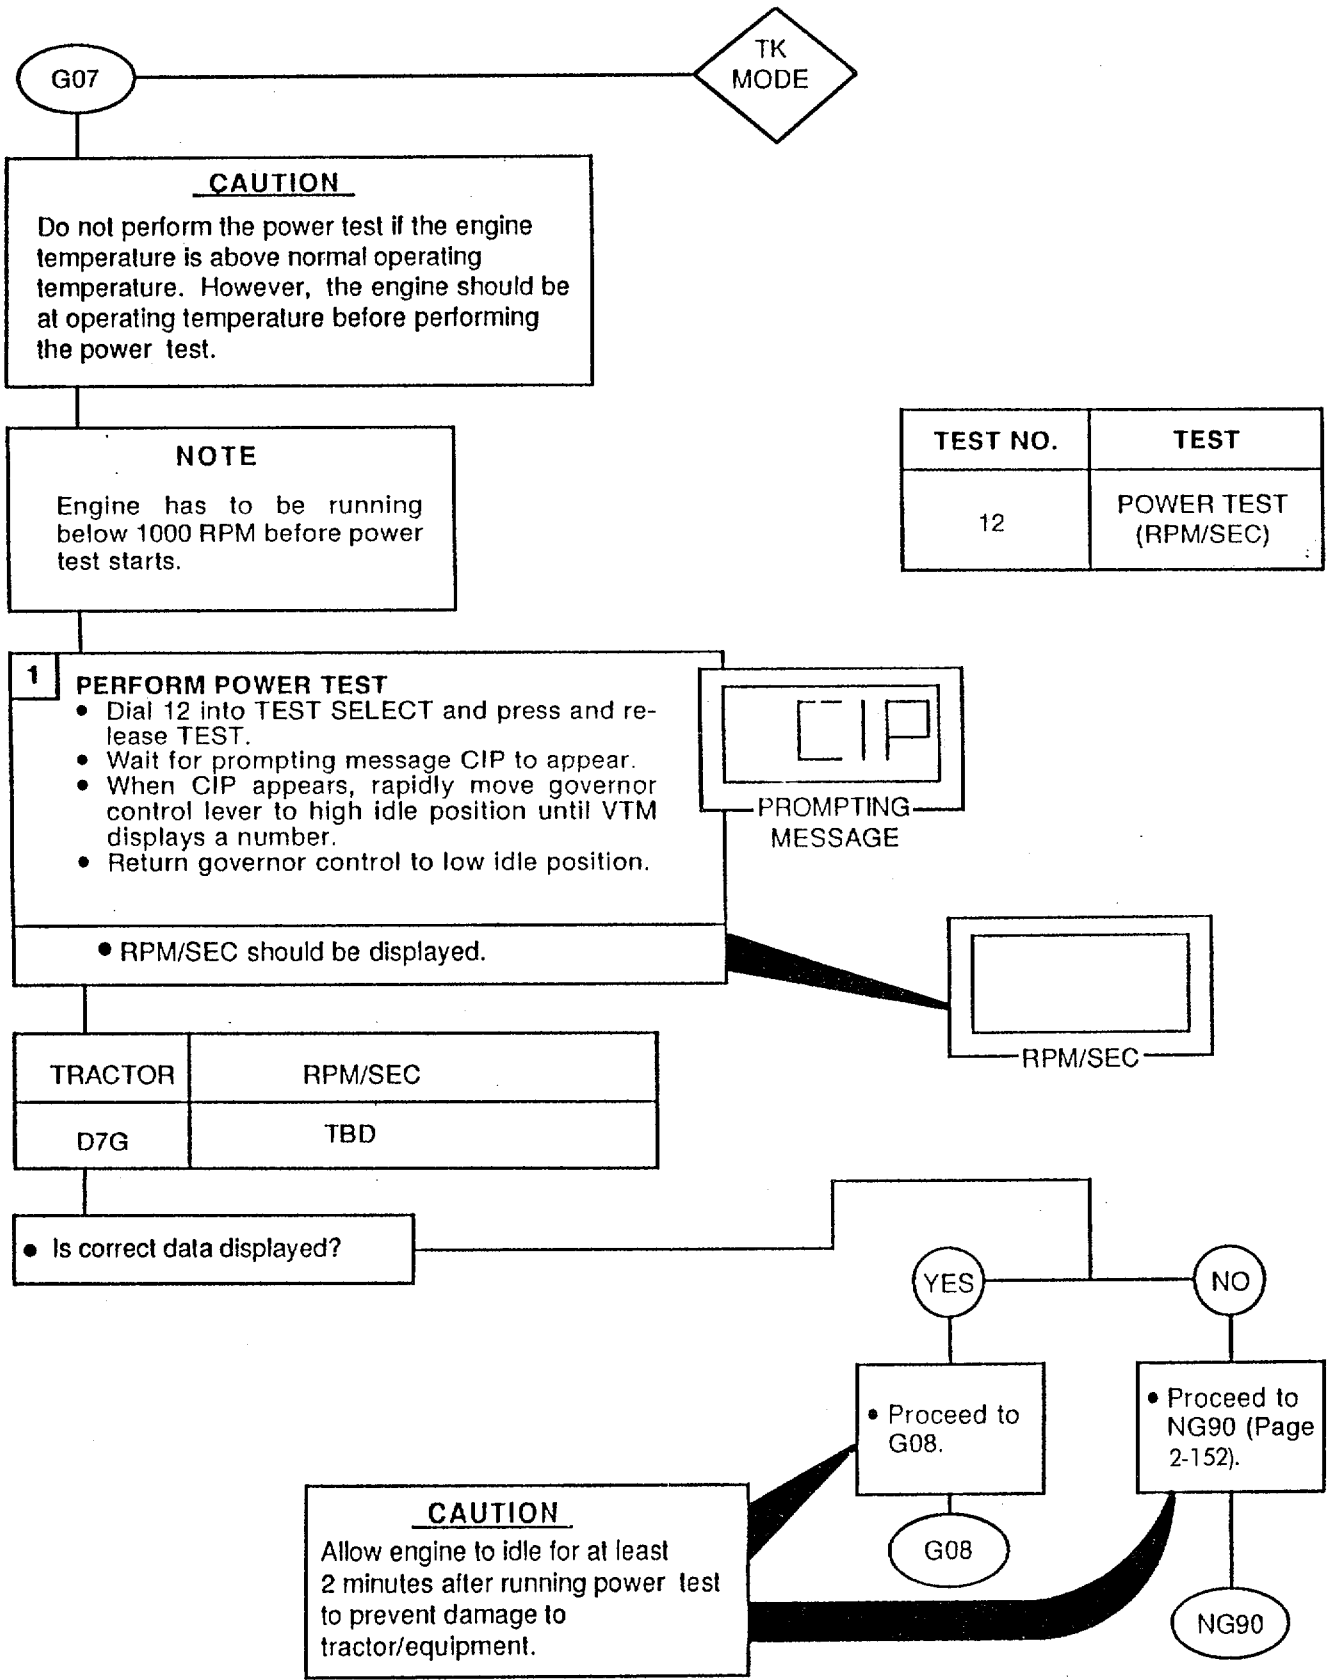 G07
TK
MODE
CAUTION
Do not perform the power test if the engine
temperature is above normal operating
temperature. However, the engine should be
at operating temperature before performing
the power test.
NOTE
Engine has to be running
below 1000 RPM before power
test starts.
TEST NO.
TEST
12
POWER TEST
(RPM/SEC)
1
PERFORM POWER TEST
• Dial 12 into TEST SELECT and press and re-
lease TEST.
• Wait for prompting message CIP to appear.
• When CIP appears, rapidly move governor
control lever to high idle position until VTM
displays a number.
• Return governor control to low idle position.
CIP
PROMPTING
MESSAGE
• RPM/SEC should be displayed.
RPM/SEC
TRACTOR
RPM/SEC
D7G
TBD
• Is correct data displayed?
YES
NO
• Proceed to
G08.
• Proceed to
NG90 (Page
2-152).
CAUTION
Allow engine to idle for at least
2 minutes after running power test
to prevent damage to
tractor/equipment.
G08
NG90